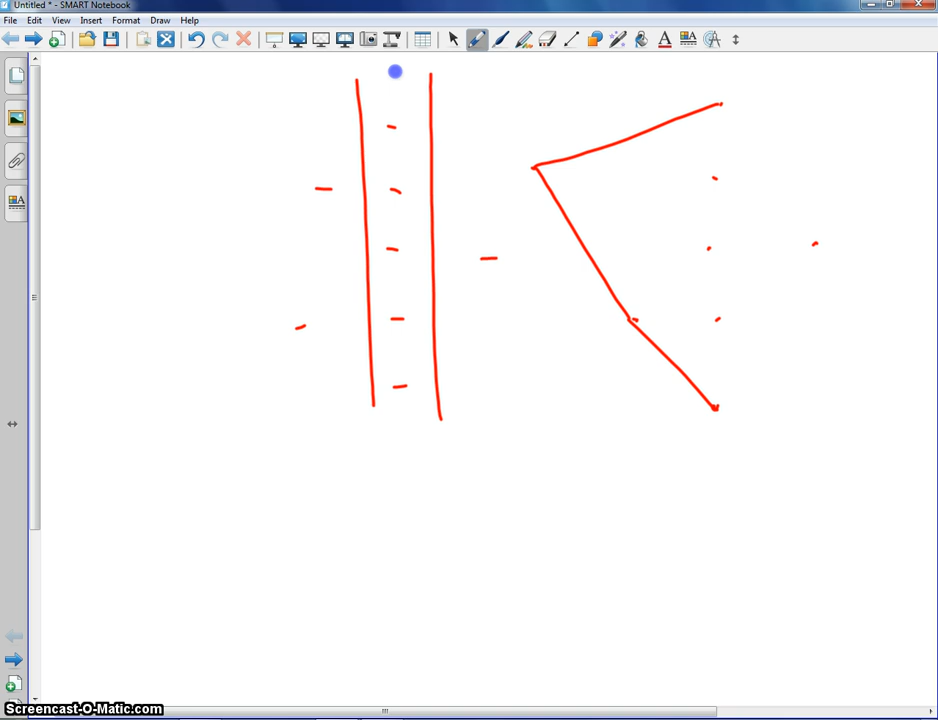 Untitled * - SMART Notebook
File Edit View Insert Format Draw Help
Screencast-O-Matic.com